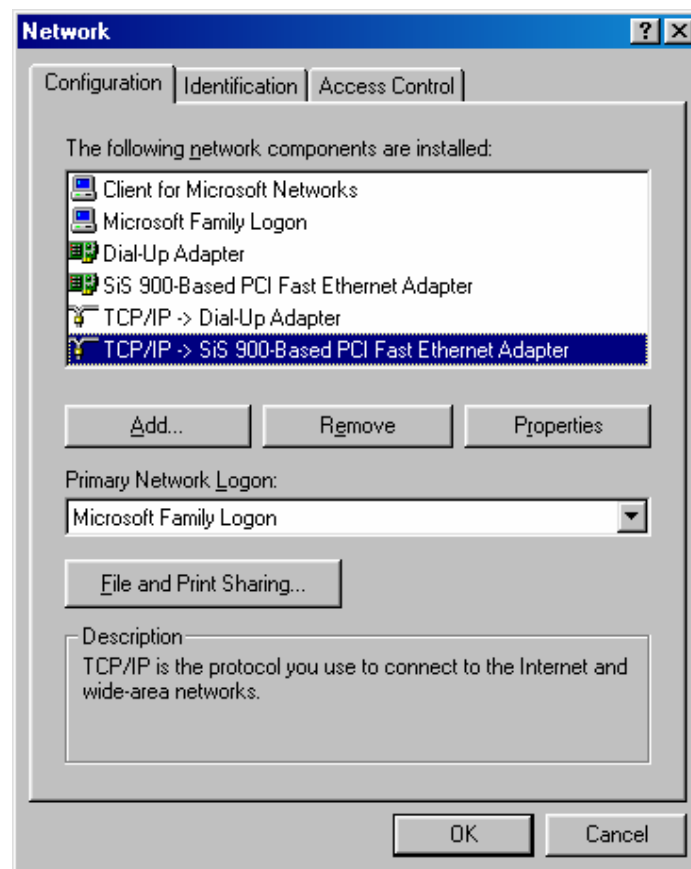 Network
Configuration Identification Access Control
The following network components are installed:
Client for Microsoft Networks
Microsoft Family Logon
Dial-Up Adapter
SiS 900-Based PCI Fast Ethernet Adapter
TCP/IP -> Dial-Up Adapter
TCP/IP -> SiS 900-Based PCI Fast Ethernet Adapter
Add... Remove Properties
Primary Network Logon:
Microsoft Family Logon
File and Print Sharing...
Description
TCP/IP is the protocol you use to connect to the Internet and
wide-area networks.
OK Cancel